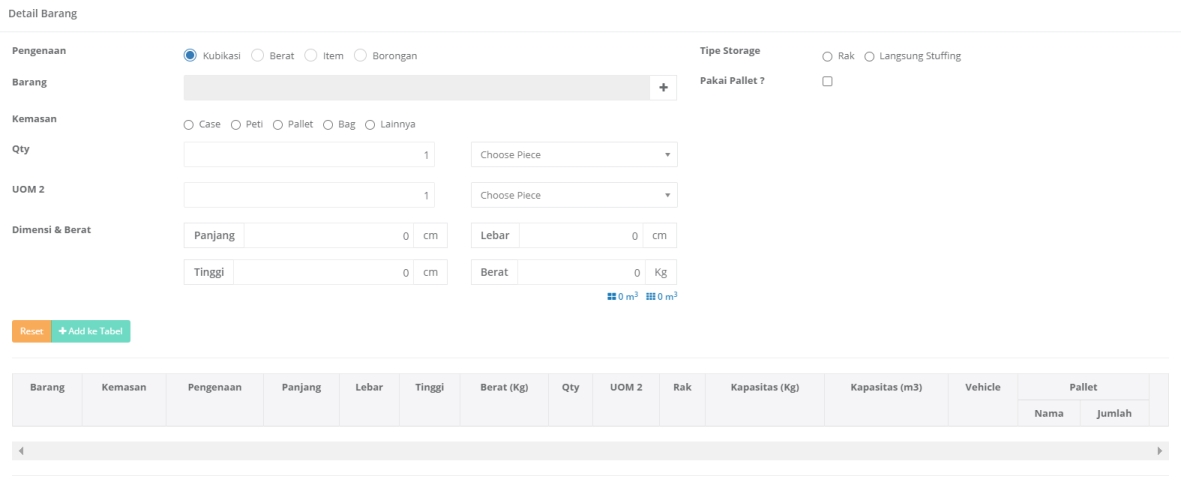 Detail Barang
Pengenaan Kubikasi Berat Item Borongan Tipe Storage Rak Langsung Stuffing
Barang + Pakai Pallet ?
Kemasan Case Peti Pallet Bag Lainnya
Qty 1 Choose Piece
UOM 2 1 Choose Piece
Dimensi & Berat Panjang 0 cm Lebar 0 cm
Tinggi 0 cm Berat 0 Kg
0 m³ 0 m³
Reset + Add ke Tabel
Barang Kemasan Pengenaan Panjang Lebar Tinggi Berat (Kg) Qty UOM 2 Rak Kapasitas (Kg) Kapasitas (m3) Vehicle Pallet
Nama Jumlah